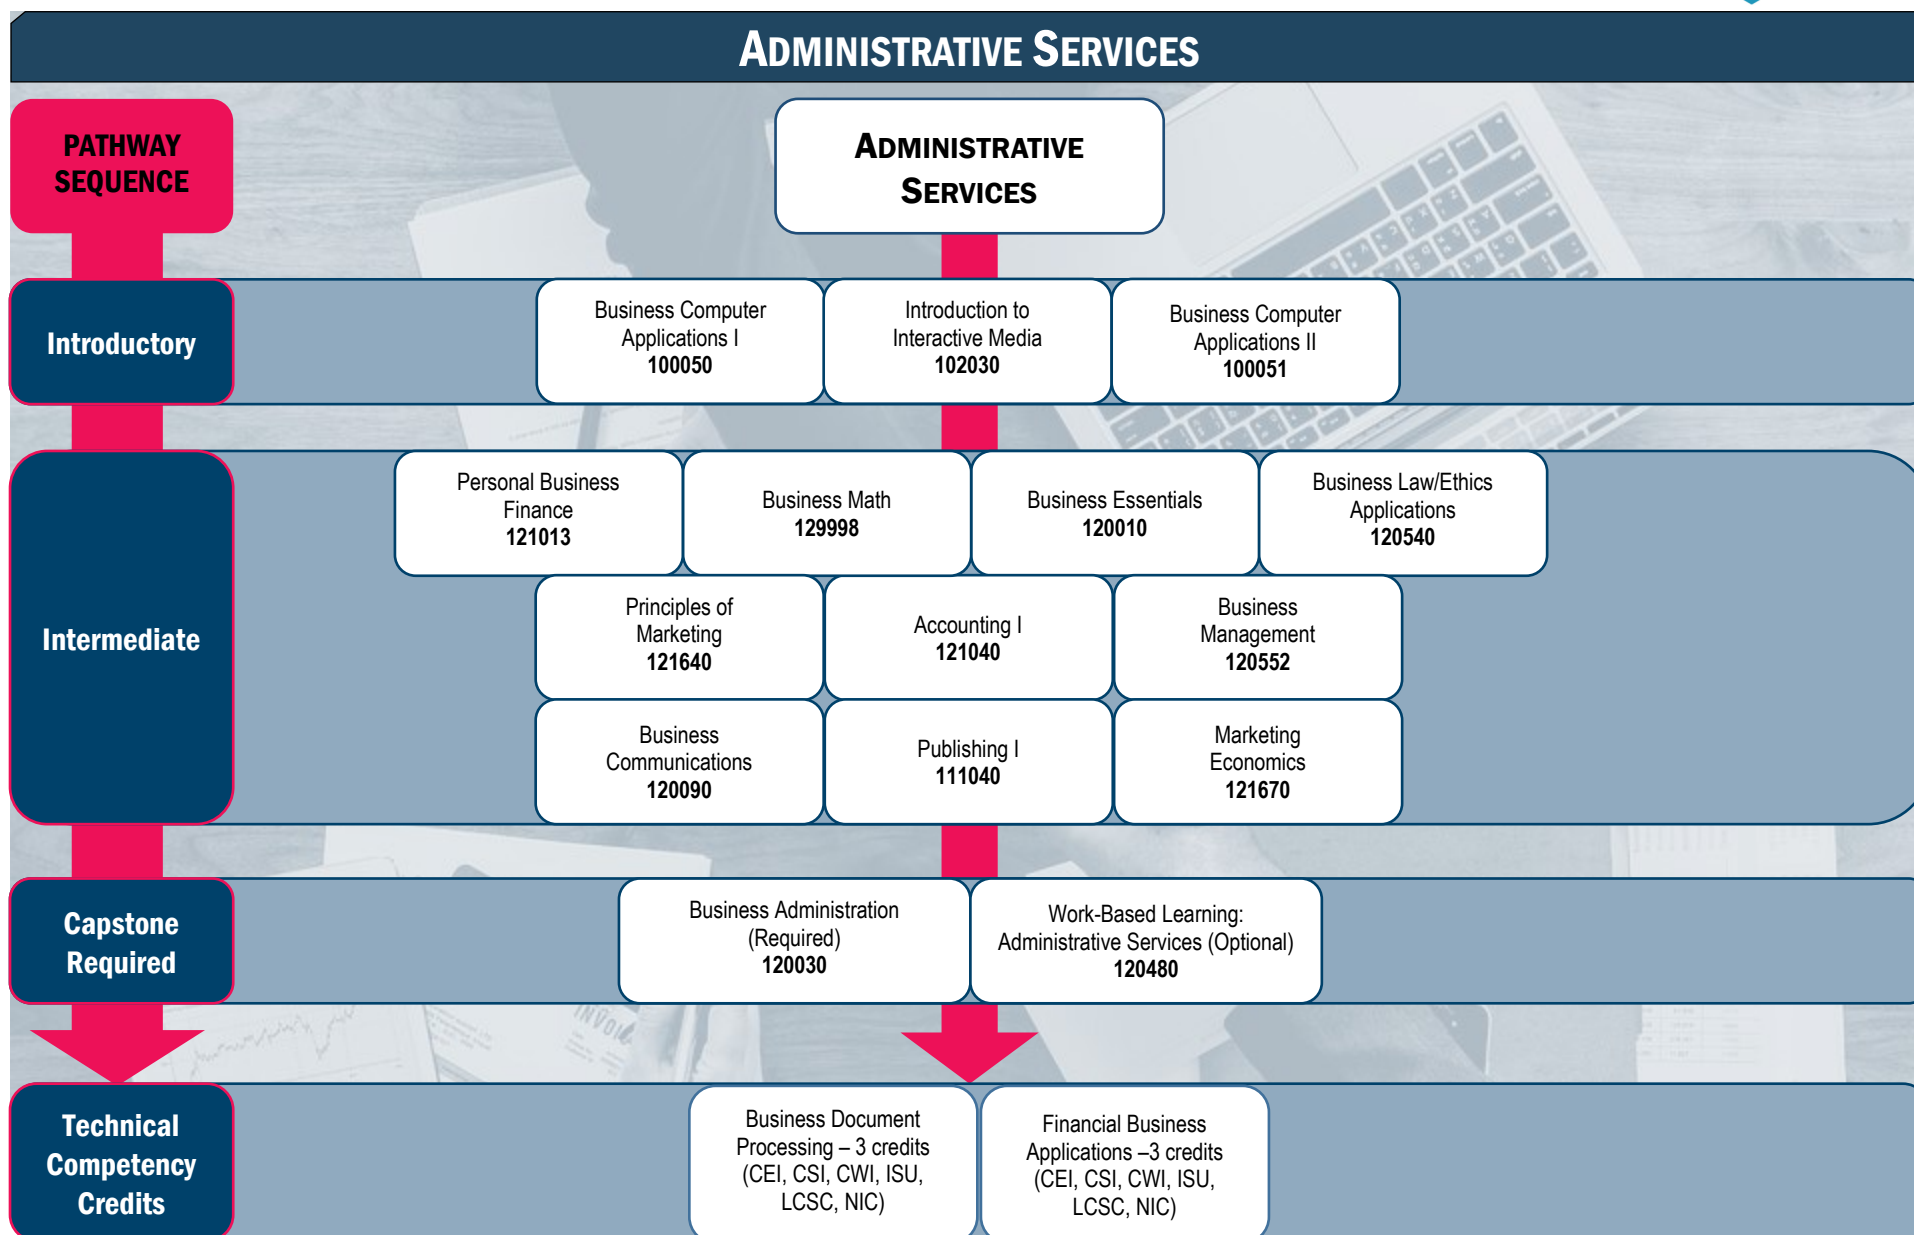 ADMINISTRATIVE SERVICES
PATHWAY
SEQUENCE
ADMINISTRATIVE
SERVICES
Introductory
Business Computer
Applications I
100050
Introduction to
Interactive Media
102030
Business Computer
Applications II
100051
Intermediate
Personal Business
Finance
121013
Business Math
129998
Business Essentials
120010
Business Law/Ethics
Applications
120540
Principles of
Marketing
121640
Accounting I
121040
Business
Management
120552
Business
Communications
120090
Publishing I
111040
Marketing
Economics
121670
Capstone
Required
Business Administration
(Required)
120030
Work-Based Learning:
Administrative Services (Optional)
120480
INVOI
Technical
Competency
Credits
Business Document
Processing – 3 credits
(CEI, CSI, CWI, ISU,
LCSC, NIC)
Financial Business
Applications –3 credits
(CEI, CSI, CWI, ISU,
LCSC, NIC)